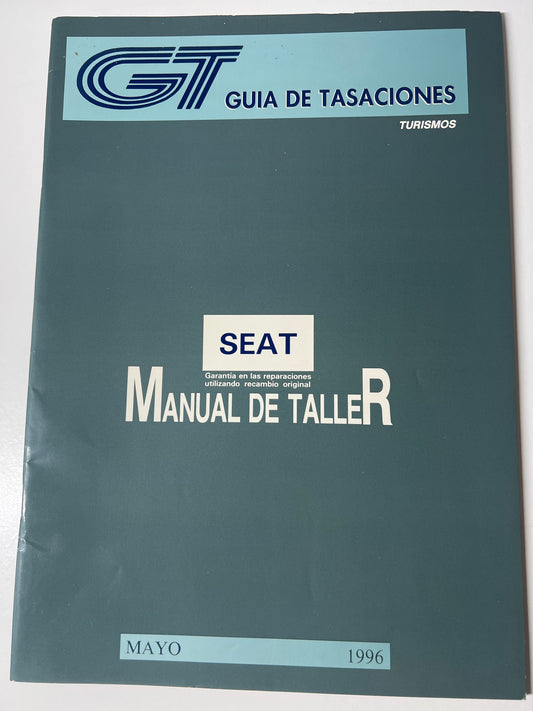 GT GUIA DE TASACIONES
TURISMOS
SEAT
Garantía en las reparaciones
utilizando recambio original
MANUAL DE TALLER
MAYO 1996